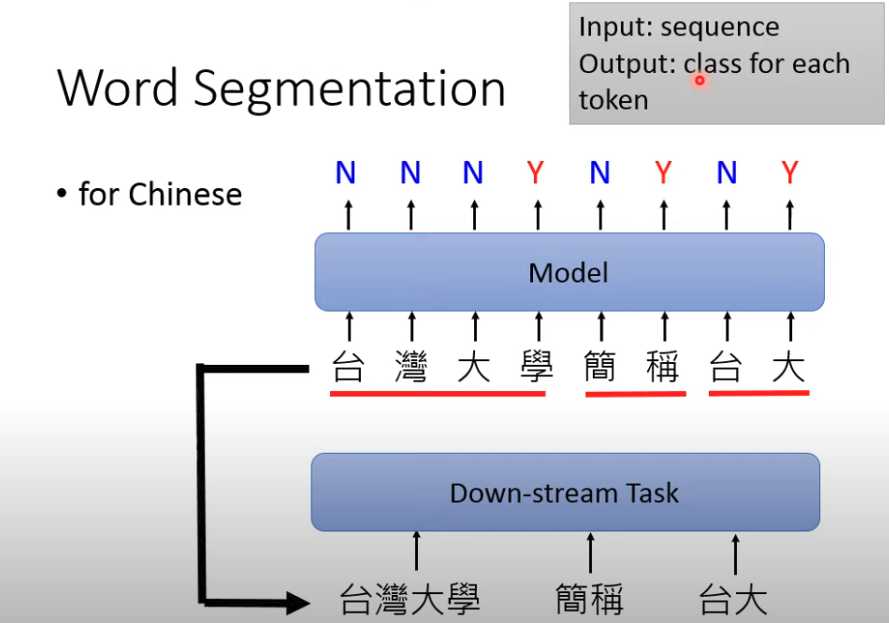 Input: sequence
Output: class for each
token
Word Segmentation
• for Chinese
N N N Y N Y N Y
Model
台 灣 大 學 簡 稱 台 大
Down-stream Task
台灣大學 簡稱 台大